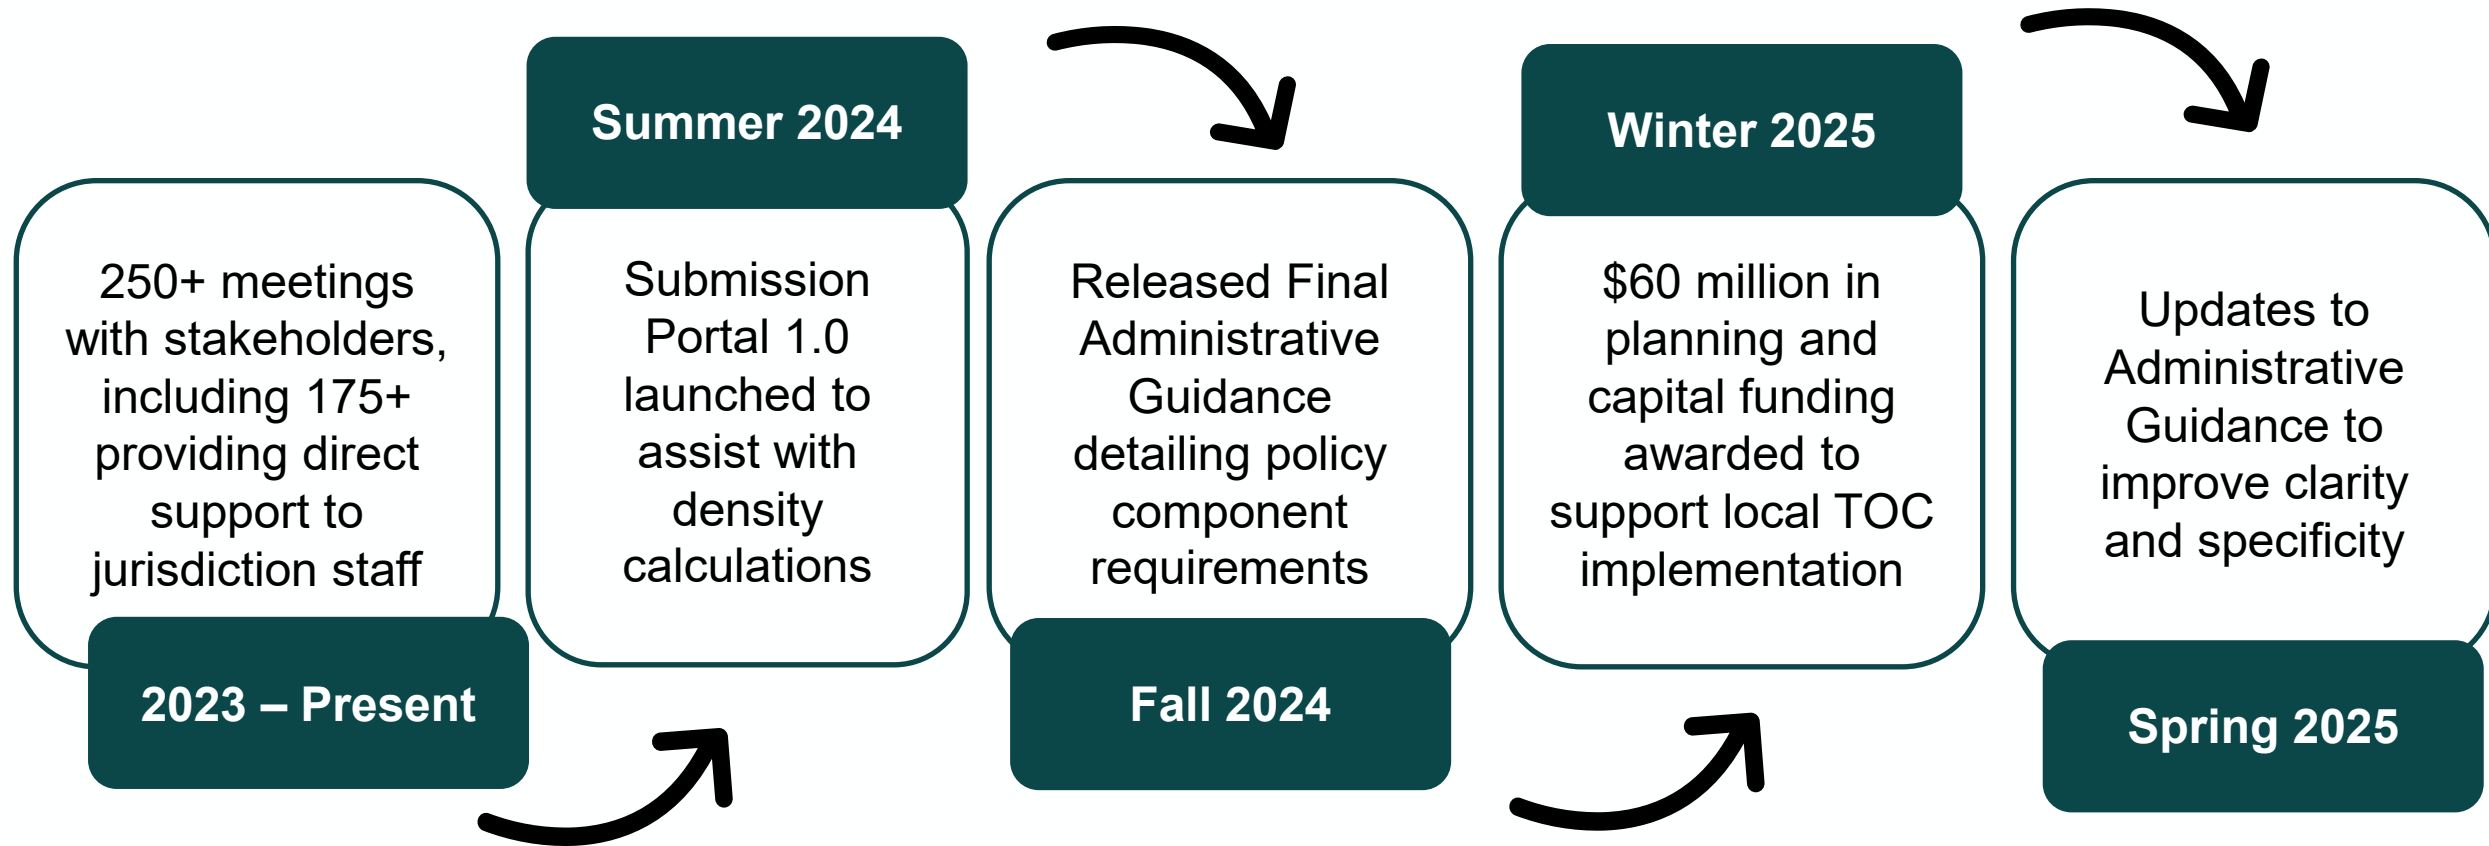 250+ meetings
with stakeholders,
including 175+
providing direct
support to
jurisdiction staff
2023 – Present
Summer 2024
Submission
Portal 1.0
launched to
assist with
density
calculations
Released Final
Administrative
Guidance
detailing policy
component
requirements
Fall 2024
Winter 2025
$60 million in
planning and
capital funding
awarded to
support local TOC
implementation
Updates to
Administrative
Guidance to
improve clarity
and specificity
Spring 2025